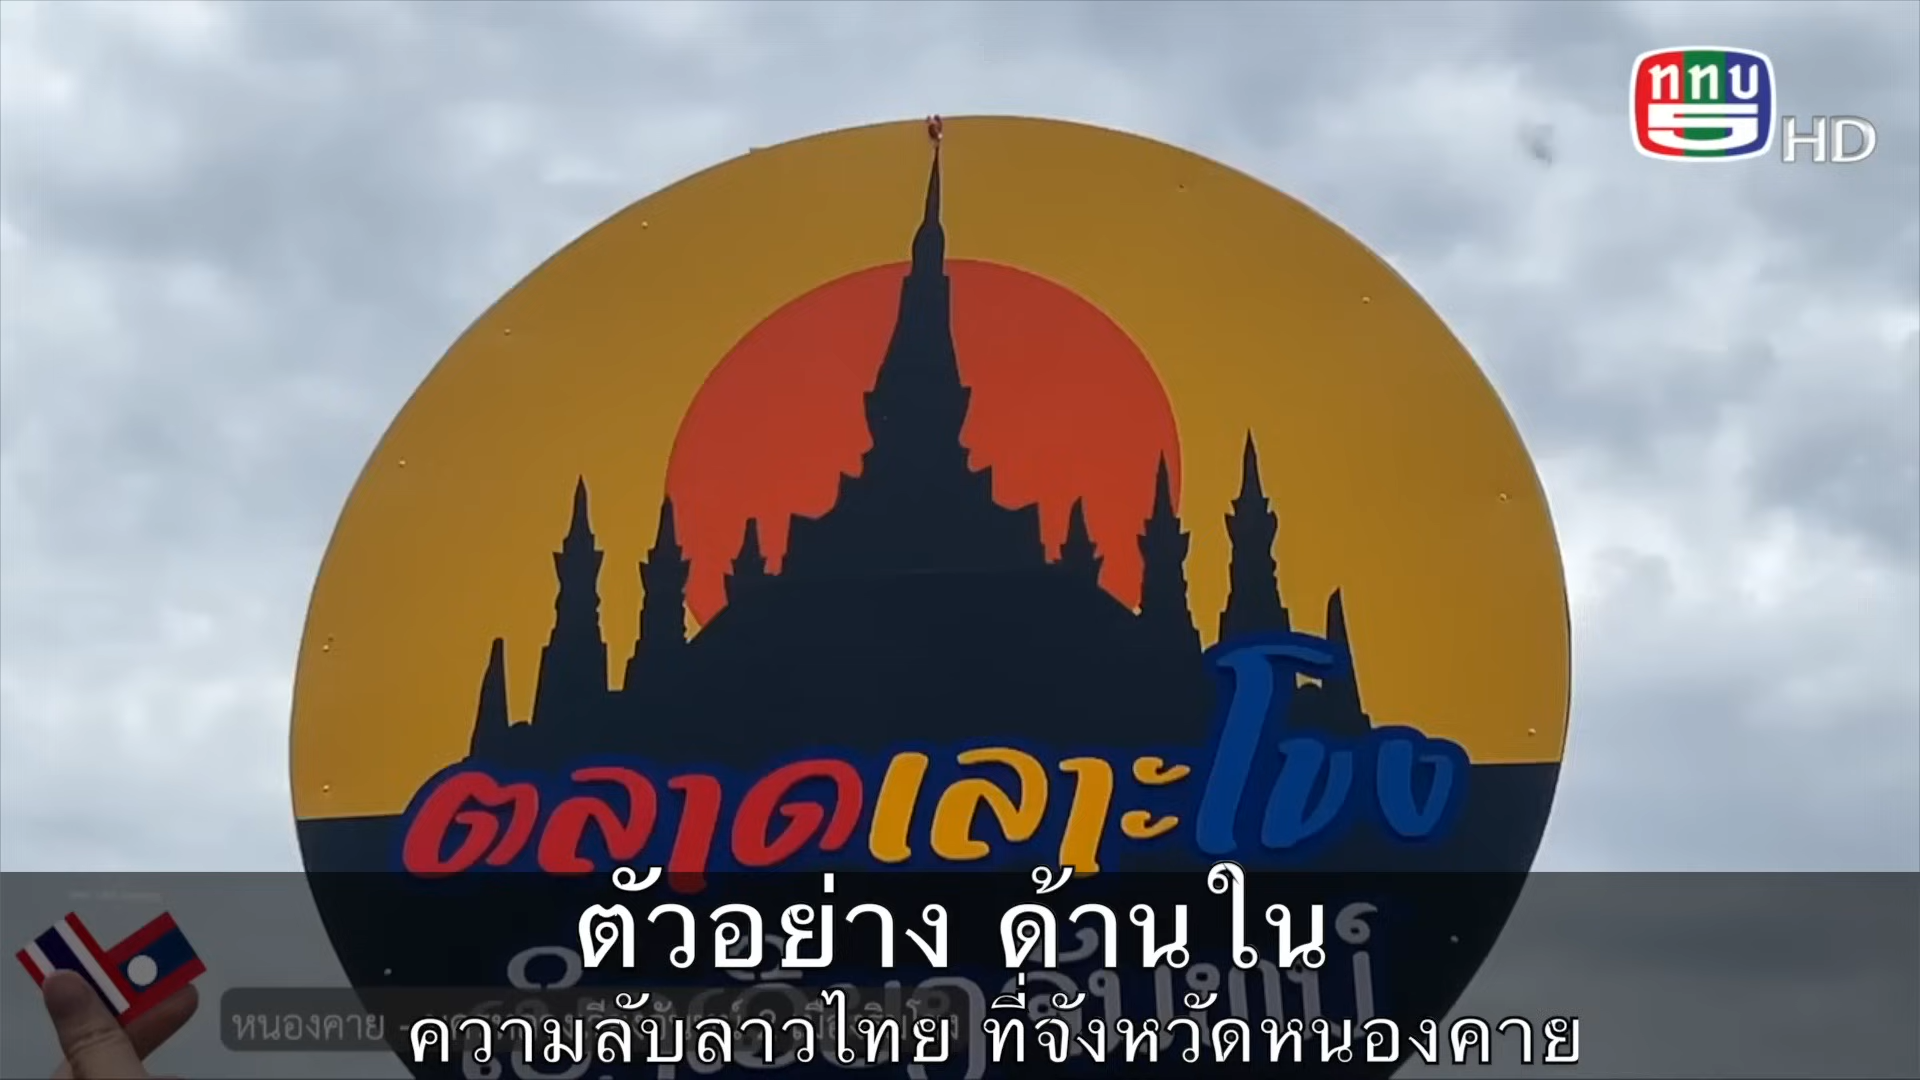 ททบ
5 HD
ตลาดเลาะโขง
ตัวอย่าง ด้านใน
หนองคาย -
ความลับลาวไทย ที่จังหวัดหนองคาย